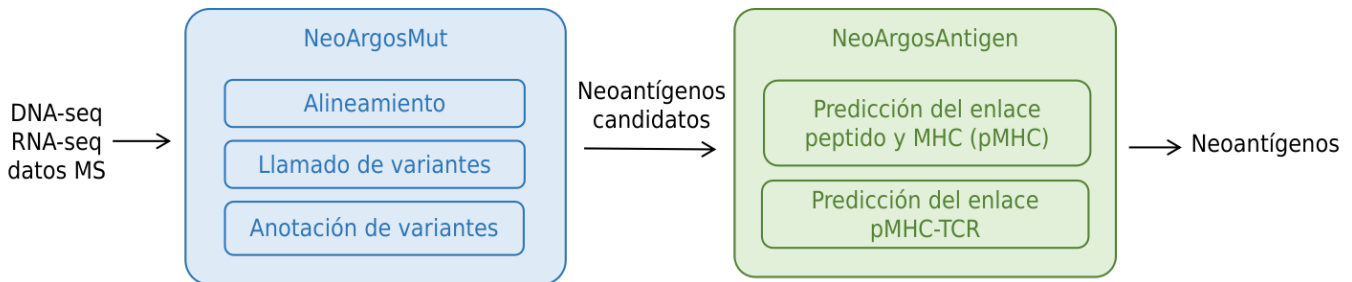 DNA-seq
RNA-seq
datos MS
NeoArgosMut
Alineamiento
Llamado de variantes
Anotación de variantes
Neoantígenos
candidatos
NeoArgosAntigen
Predicción del enlace
peptido y MHC (pMHC)
Predicción del enlace
pMHC-TCR
Neoantígenos